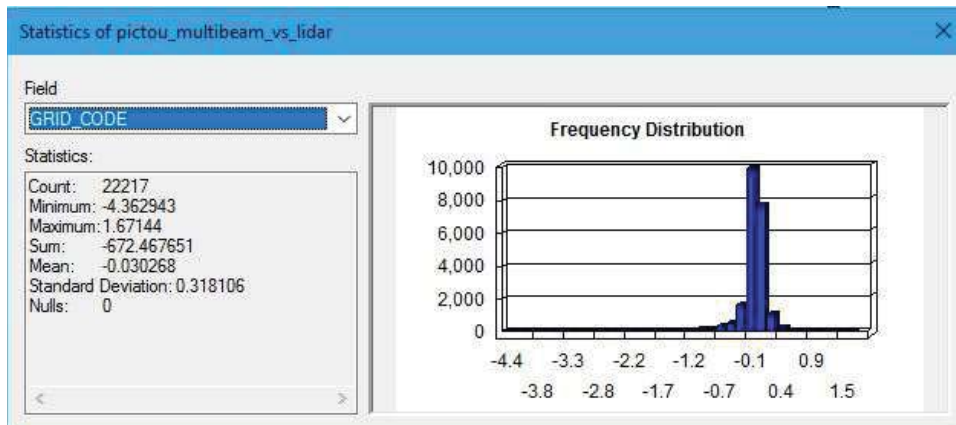 Statistics of pictou_multibeam_vs_lidar
Field
GRID_CODE
Statistics:
Count: 22217
Minimum: -4.362943
Maximum: 1.67144
Sum: -672.467651
Mean: -0.030268
Standard Deviation: 0.318106
Nulls: 0
Frequency Distribution
10,000
8,000
6,000
4,000
2,000
0
-4.4 -3.3 -2.2 -1.2 -0.1 0.9
-3.8 -2.8 -1.7 -0.7 0.4 1.5